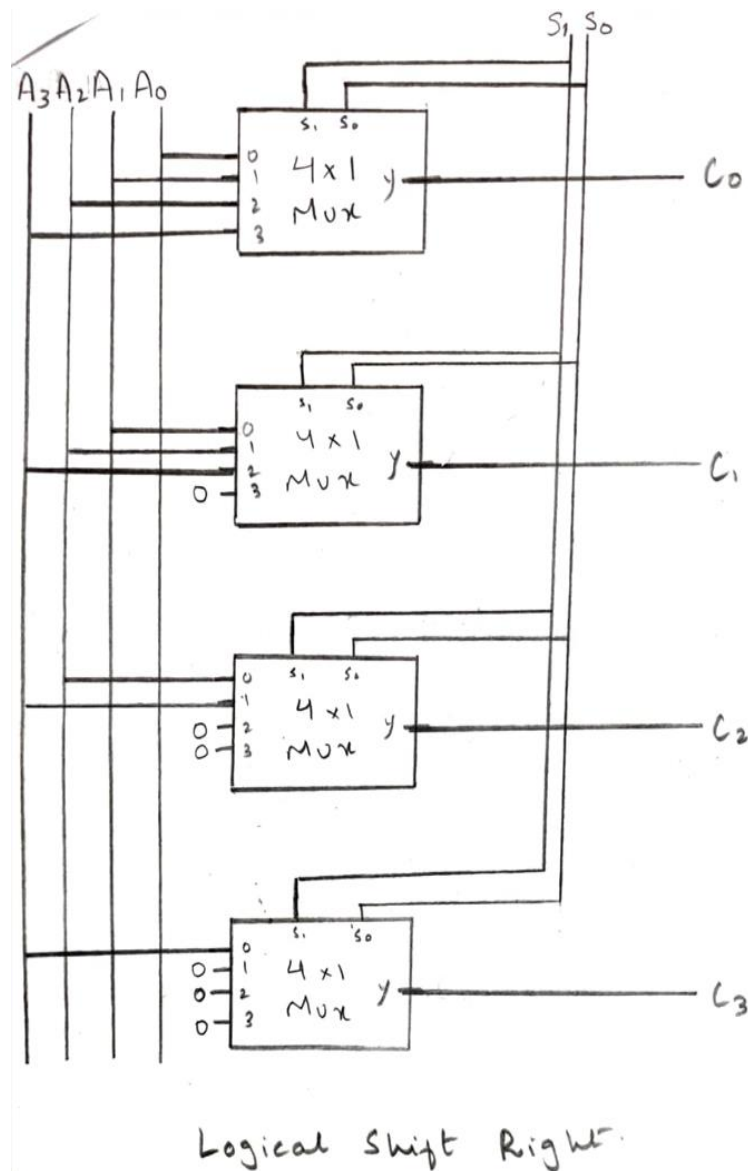 S₁ S₀
A₃ A₂ A₁ A₀
S₁ S₀
0
1
2
3
4x1
Mux
y
C₀
S₁ S₀
0
1
2
0 3
4x1
Mux
y
C₁
S₁ S₀
0
1
0 2
0 3
4x1
Mux
y
C₂
S₁ S₀
0
0 1
0 2
0 3
4x1
Mux
y
C₃
Logical Shift Right.